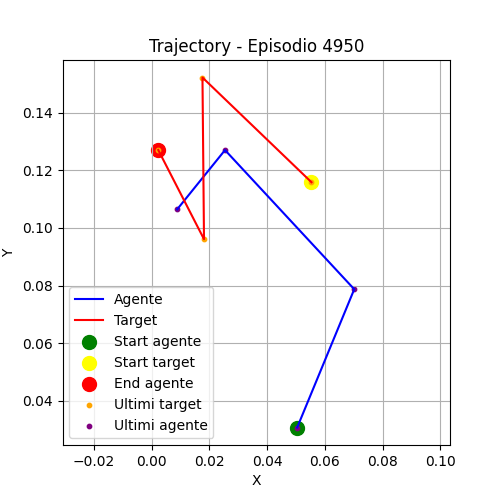 Trajectory - Episodio 4950
Y
0.14
0.12
0.10
0.08
0.06
0.04
Agente
Target
Start agente
Start target
End agente
Ultimi target
Ultimi agente
−0.02 0.00 0.02 0.04 0.06 0.08 0.10
X